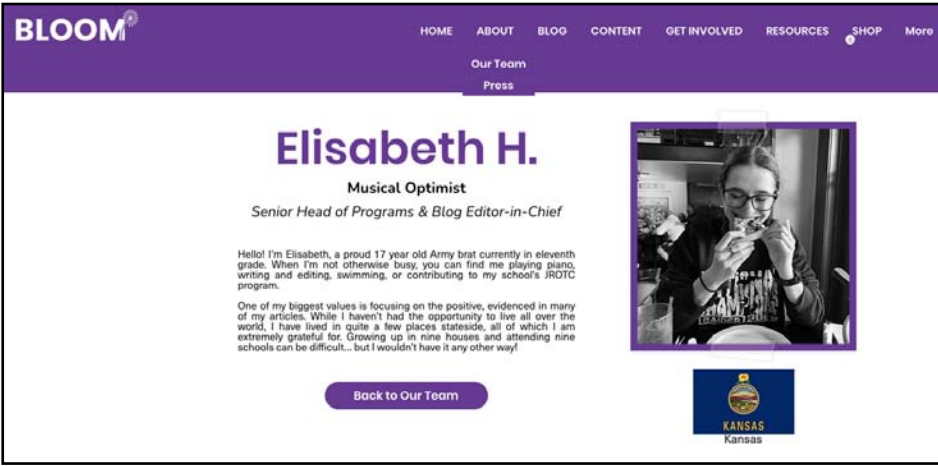 BLOOM
HOME ABOUT BLOG CONTENT GET INVOLVED RESOURCES SHOP More
Our Team
Press
Elisabeth H.
Musical Optimist
Senior Head of Programs & Blog Editor-in-Chief
Hello! I'm Elisabeth, a proud 17 year old Army brat currently in eleventh
grade. When I'm not otherwise busy, you can find me playing piano,
writing and editing, swimming, or contributing to my school's JROTC
program.
One of my biggest values is focusing on the positive, evidenced in many
of my articles. While I haven't had the opportunity to live all over the
world, I have lived in quite a few places stateside, all of which I am
extremely grateful for. Growing up in nine houses and attending nine
schools can be difficult... but I wouldn't have it any other way!
Back to Our Team
RAIDER
KANSAS
Kansas